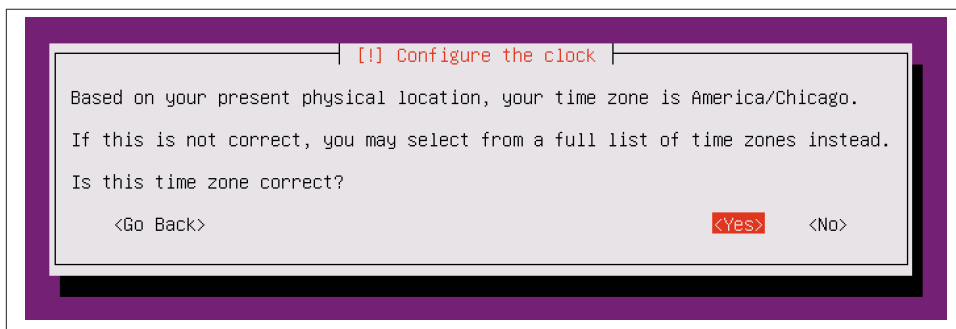 [!] Configure the clock
Based on your present physical location, your time zone is America/Chicago.
If this is not correct, you may select from a full list of time zones instead.
Is this time zone correct?
<Go Back> <Yes> <No>